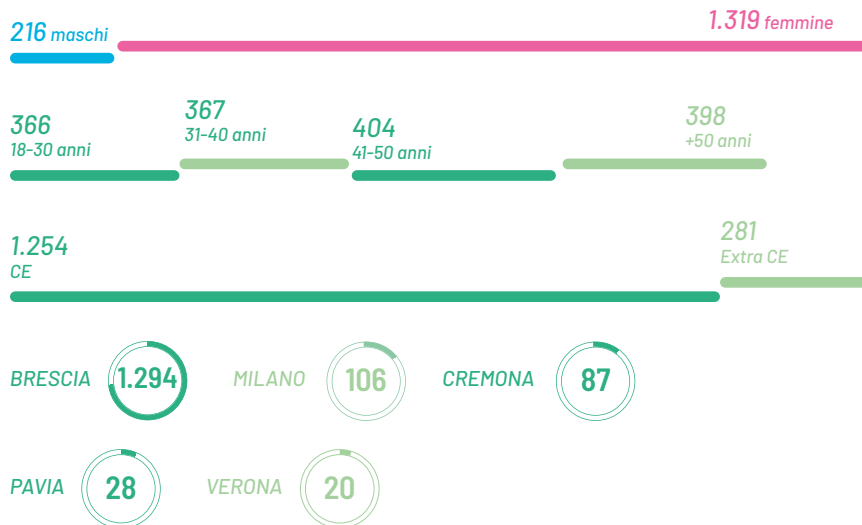 216 maschi
1.319 femmine
366
18-30 anni
367
31-40 anni
404
41-50 anni
398
+50 anni
1.254
CE
281
Extra CE
BRESCIA 1.294 MILANO 106 CREMONA 87
PAVIA 28 VERONA 20